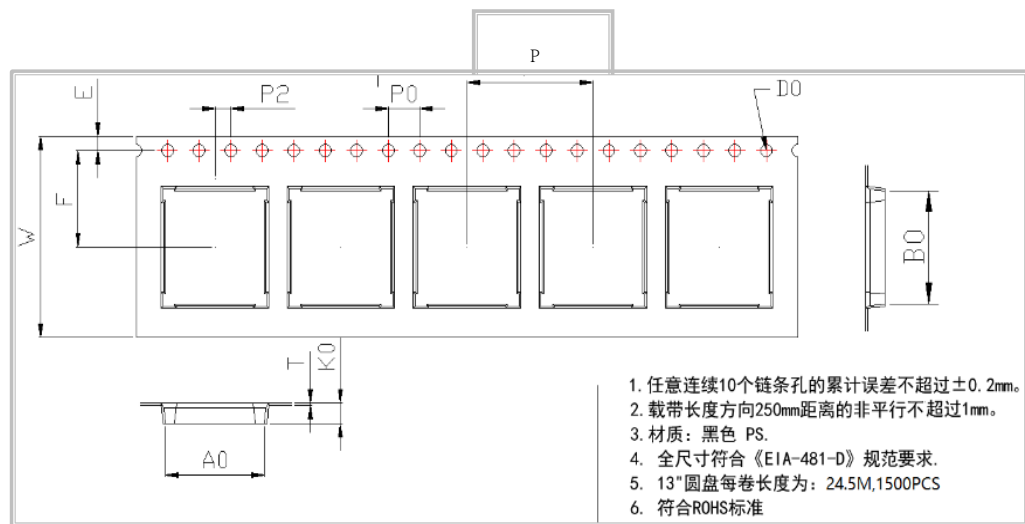 P
E
P2
P0
D0
F
W
B0
T
K0
A0
1. 任意连续10个链条孔的累计误差不超过±0.2mm。
2. 载带长度方向250mm距离的非平行不超过1mm。
3. 材质：黑色 PS.
4. 全尺寸符合《EIA-481-D》规范要求.
5. 13"圆盘每卷长度为：24.5M,1500PCS
6. 符合ROHS标准